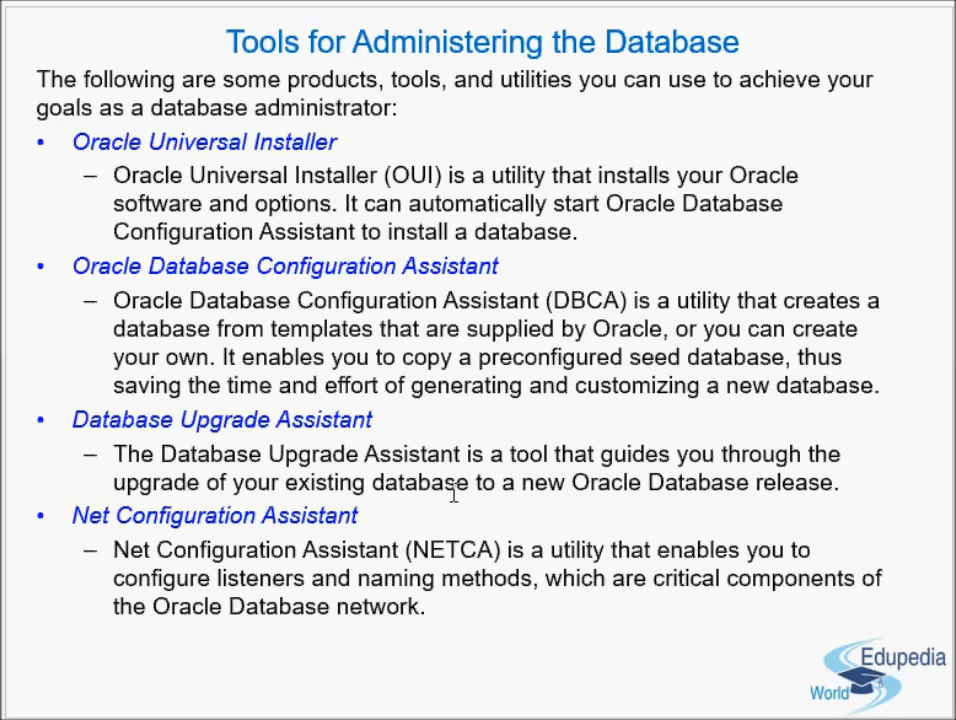 Tools for Administering the Database
The following are some products, tools, and utilities you can use to achieve your
goals as a database administrator:
• Oracle Universal Installer
– Oracle Universal Installer (OUI) is a utility that installs your Oracle
software and options. It can automatically start Oracle Database
Configuration Assistant to install a database.
• Oracle Database Configuration Assistant
– Oracle Database Configuration Assistant (DBCA) is a utility that creates a
database from templates that are supplied by Oracle, or you can create
your own. It enables you to copy a preconfigured seed database, thus
saving the time and effort of generating and customizing a new database.
• Database Upgrade Assistant
– The Database Upgrade Assistant is a tool that guides you through the
upgrade of your existing database to a new Oracle Database release.
• Net Configuration Assistant
– Net Configuration Assistant (NETCA) is a utility that enables you to
configure listeners and naming methods, which are critical components of
the Oracle Database network.
Edupedia
World